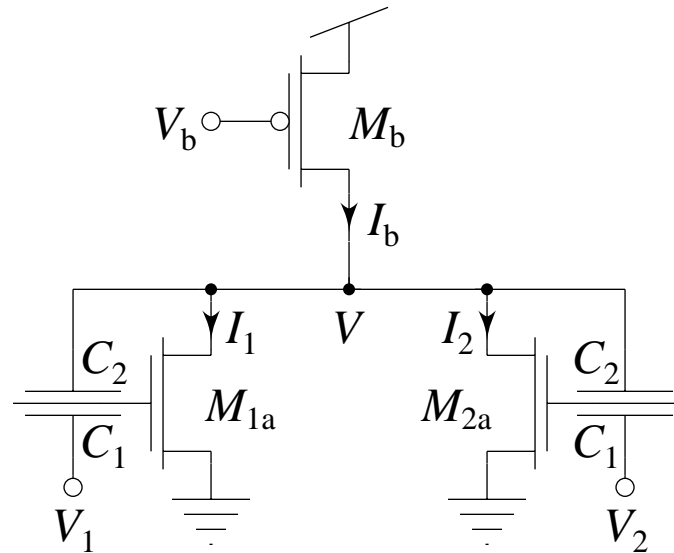 V_b
M_b
I_b
I_1 V I_2
C_2 C_2
M_1a M_2a
C_1 C_1
V_1 V_2